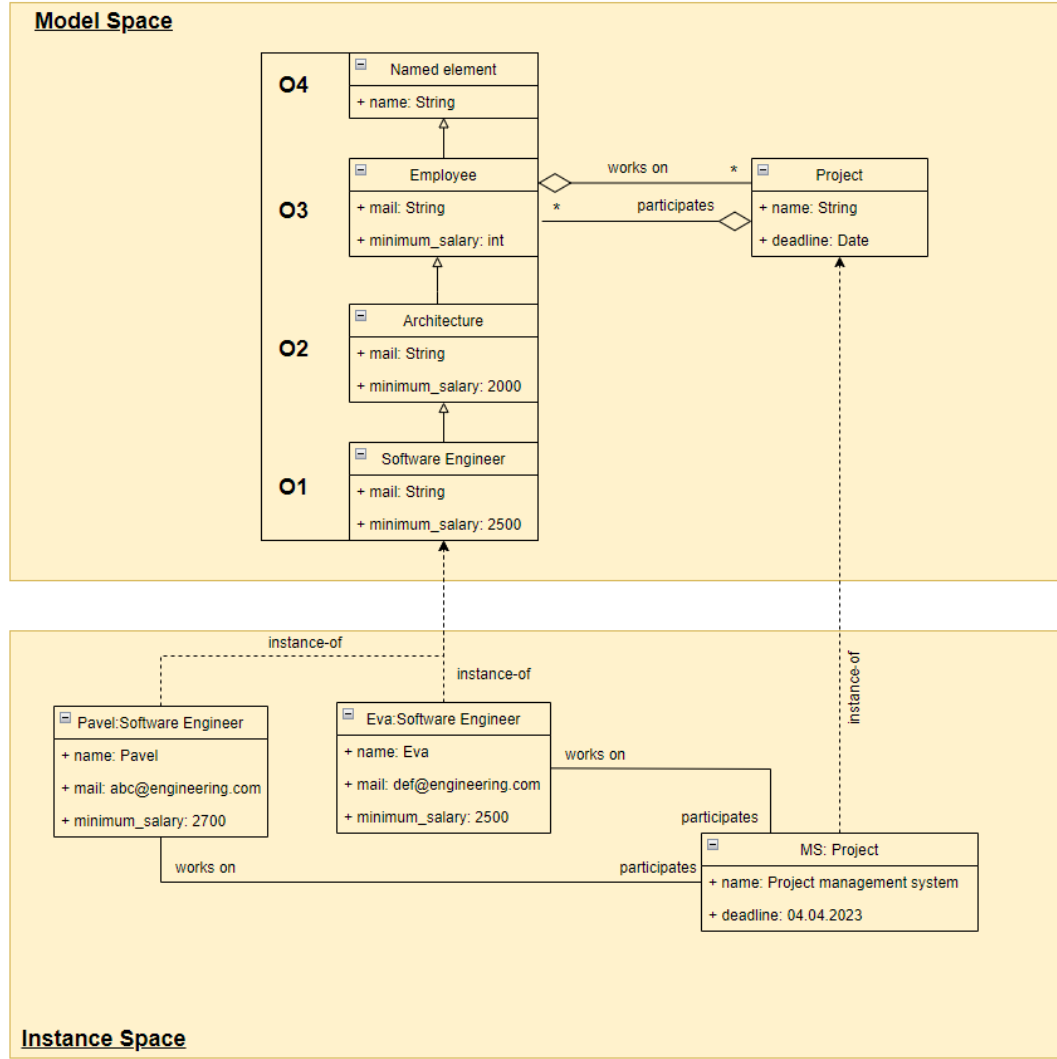 Model Space
O4
Named element
+ name: String
O3
Employee
+ mail: String
+ minimum_salary: int
works on
*
*
participates
Project
+ name: String
+ deadline: Date
O2
Architecture
+ mail: String
+ minimum_salary: 2000
O1
Software Engineer
+ mail: String
+ minimum_salary: 2500
instance-of
instance-of
instance-of
Pavel:Software Engineer
+ name: Pavel
+ mail: abc@engineering.com
+ minimum_salary: 2700
Eva:Software Engineer
+ name: Eva
+ mail: def@engineering.com
+ minimum_salary: 2500
works on
participates
works on
participates
MS: Project
+ name: Project management system
+ deadline: 04.04.2023
Instance Space